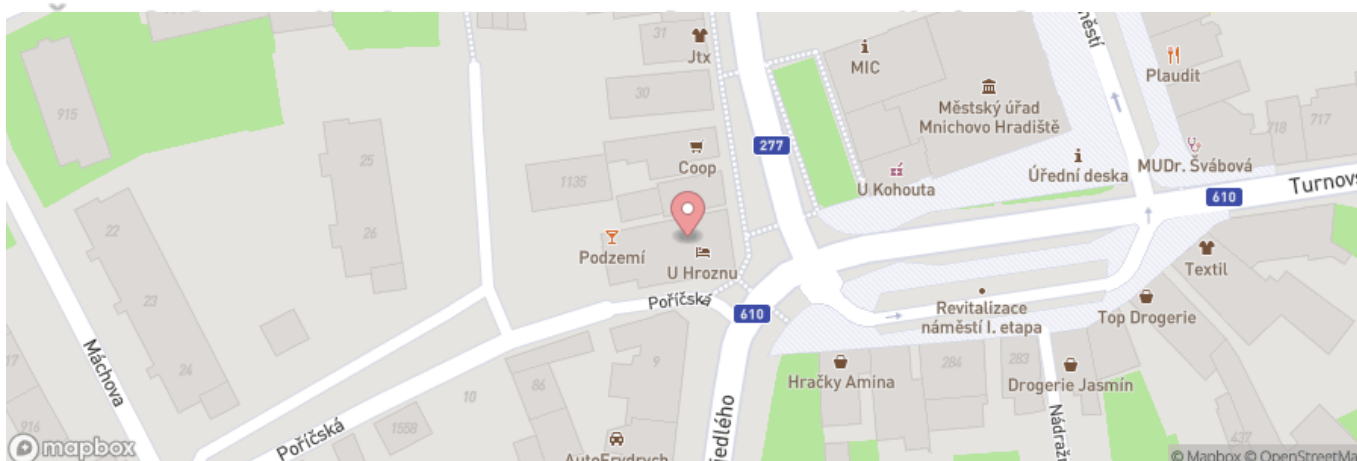 31
Jtx
MIC
Plaudit
915
30
Městský úřad
Mnichovo Hradiště
718
717
277
25
Coop
1135
U Kohouta
Úřední deska
MUDr. Švábová
610
22
26
Podzemí
U Hroznu
Textil
Poříčská
610
Revitalizace
náměstí I. etapa
Top Drogerie
23
24
Máchova
9
Hračky Amina
284
283
Drogerie Jasmín
86
10
1558
Poříčská
916
437
mapbox
© Mapbox © OpenStreetMa